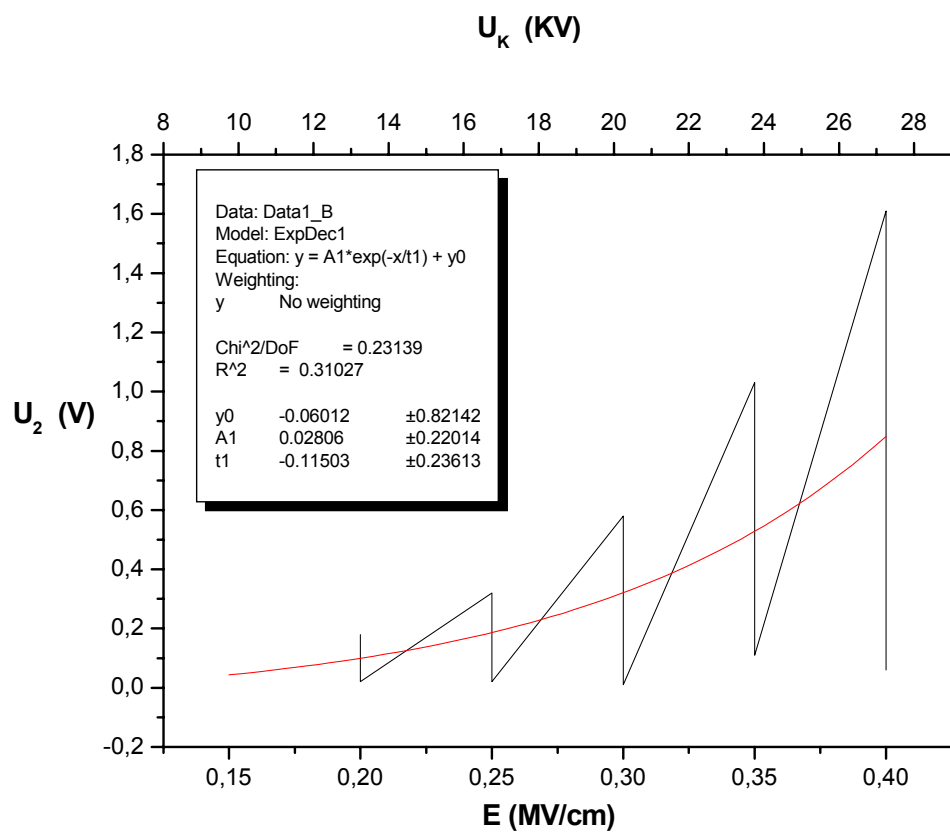 U_K (KV)
8 10 12 14 16 18 20 22 24 26 28
1,8
1,6
1,4
1,2
1,0
0,8
0,6
0,4
0,2
0,0
-0,2
U_2 (V)
Data: Data1_B
Model: ExpDec1
Equation: y = A1*exp(-x/t1) + y0
Weighting:
y No weighting
Chi^2/DoF = 0.23139
R^2 = 0.31027
y0 -0.06012 ±0.82142
A1 0.02806 ±0.22014
t1 -0.11503 ±0.23613
0,15 0,20 0,25 0,30 0,35 0,40
E (MV/cm)